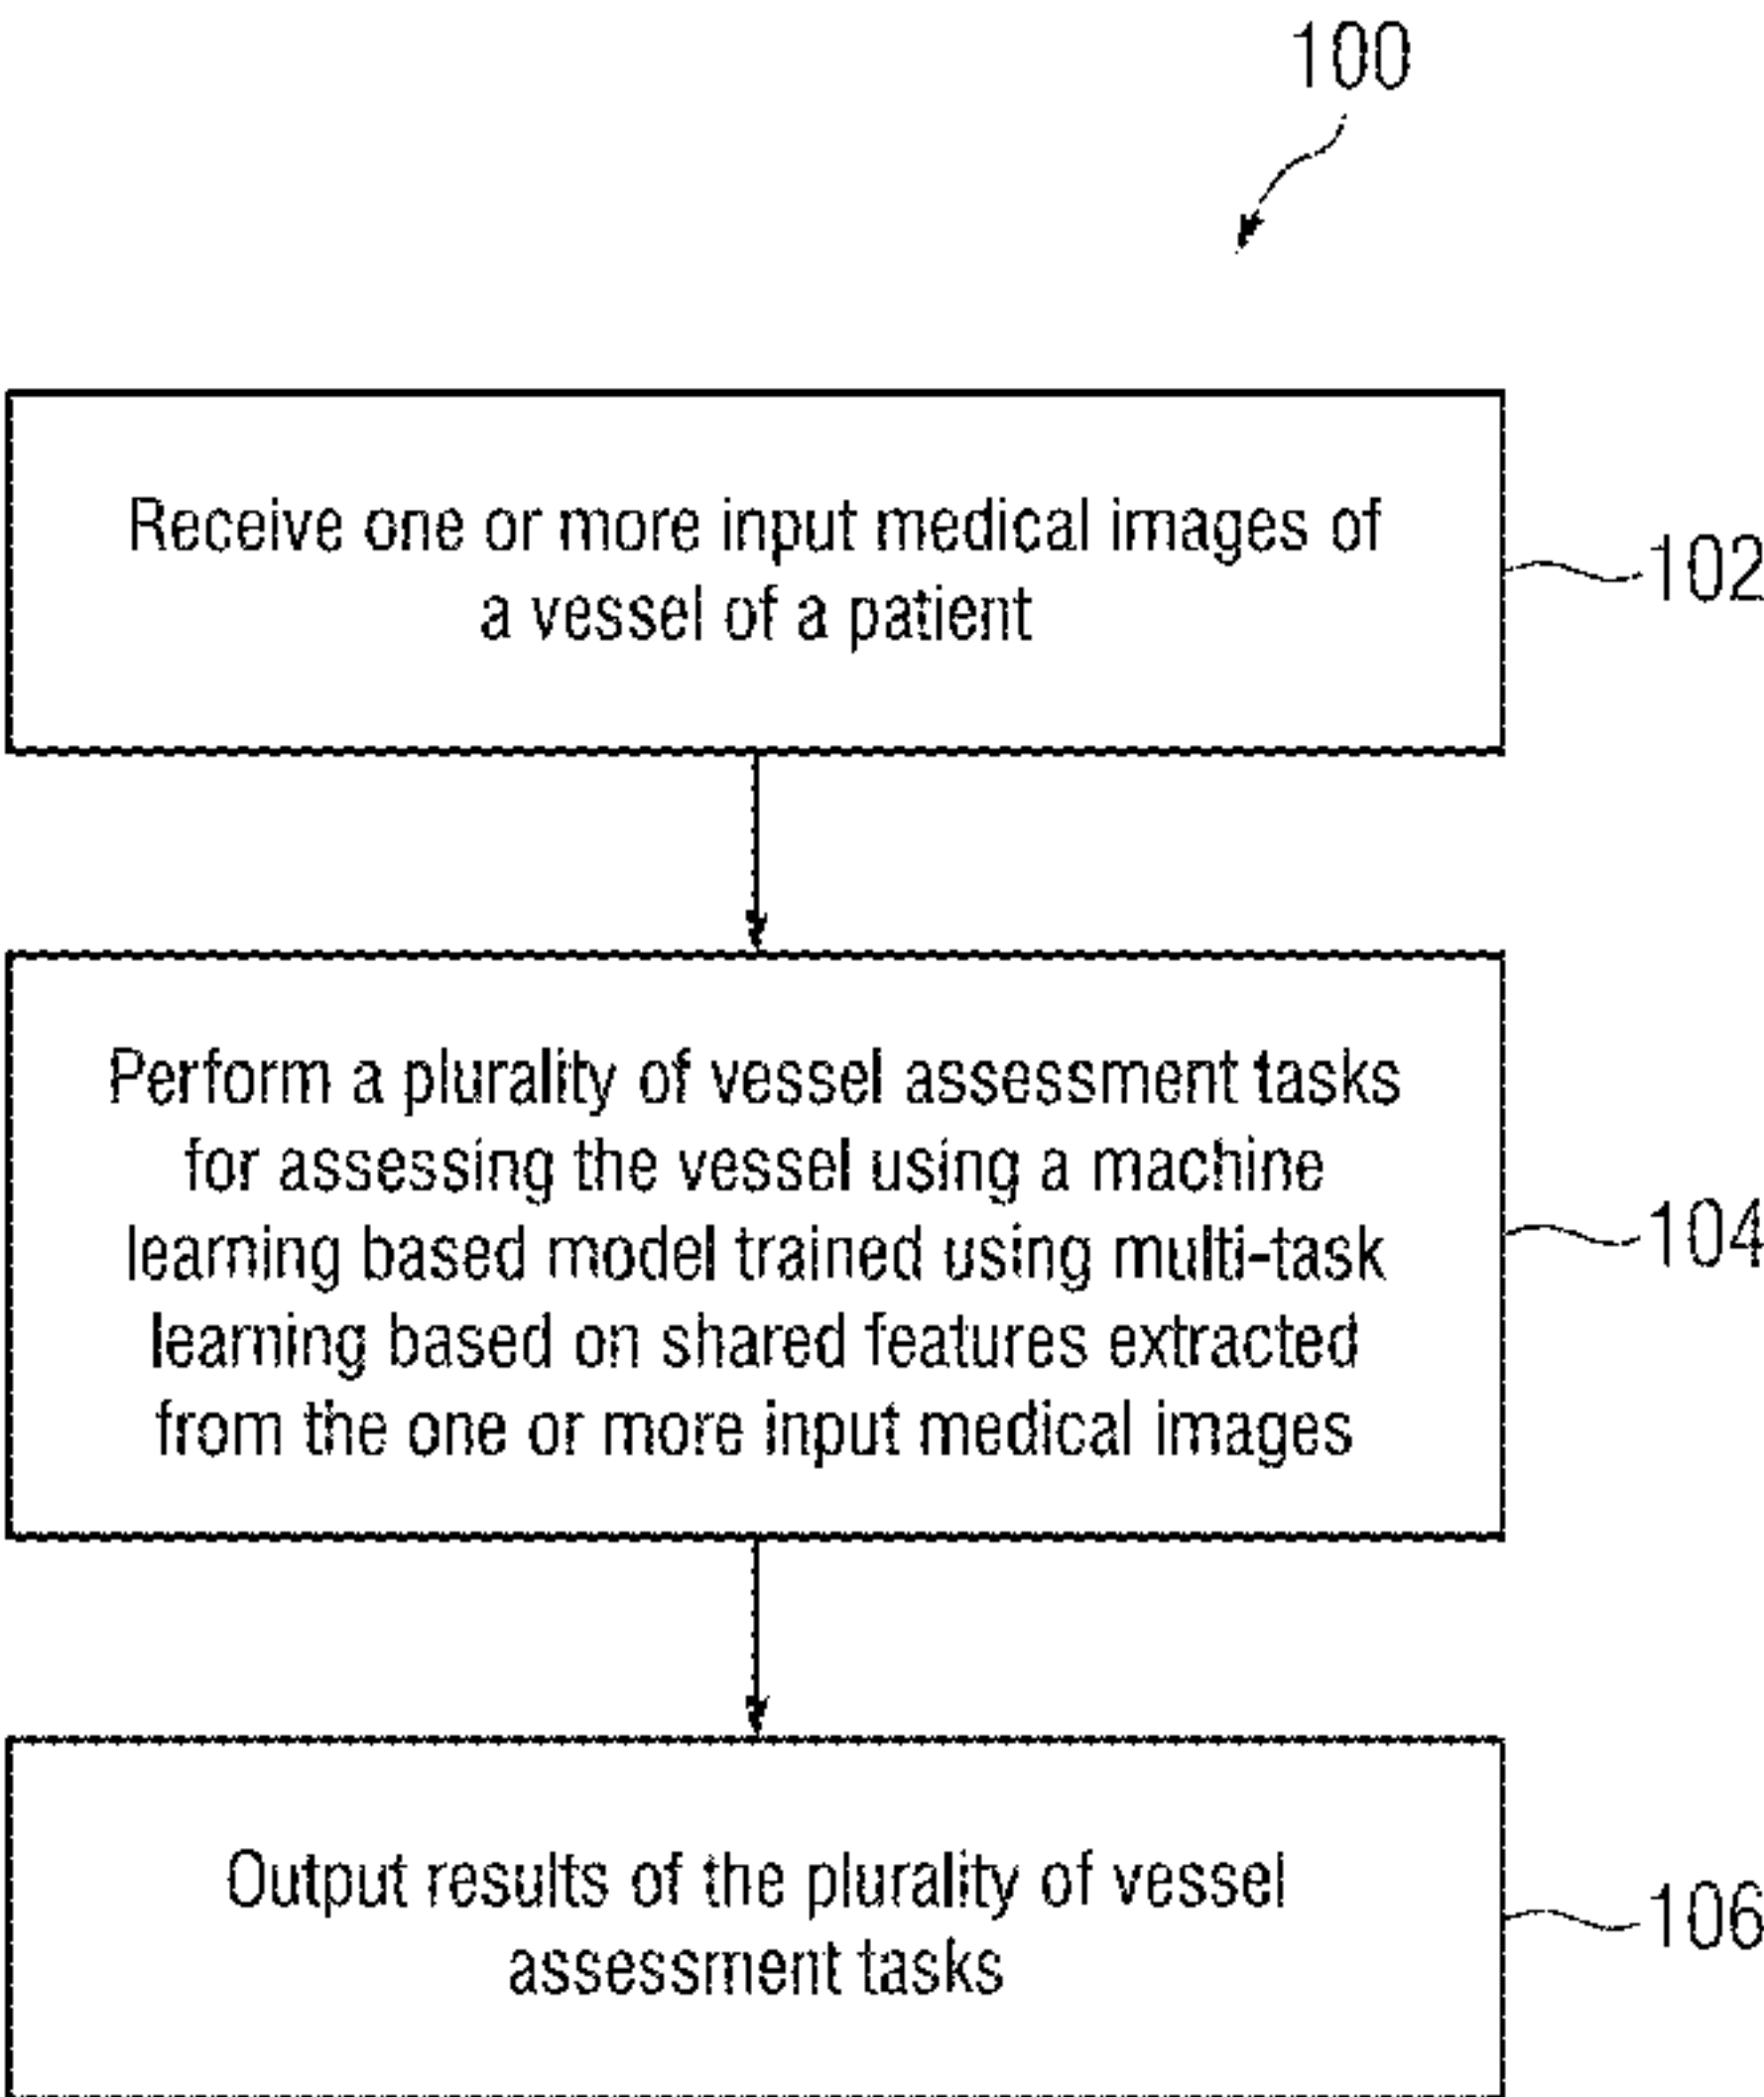 100
Receive one or more input medical images of
a vessel of a patient
102
Perform a plurality of vessel assessment tasks
for assessing the vessel using a machine
learning based model trained using multi-task
learning based on shared features extracted
from the one or more input medical images
104
Output results of the plurality of vessel
assessment tasks
106